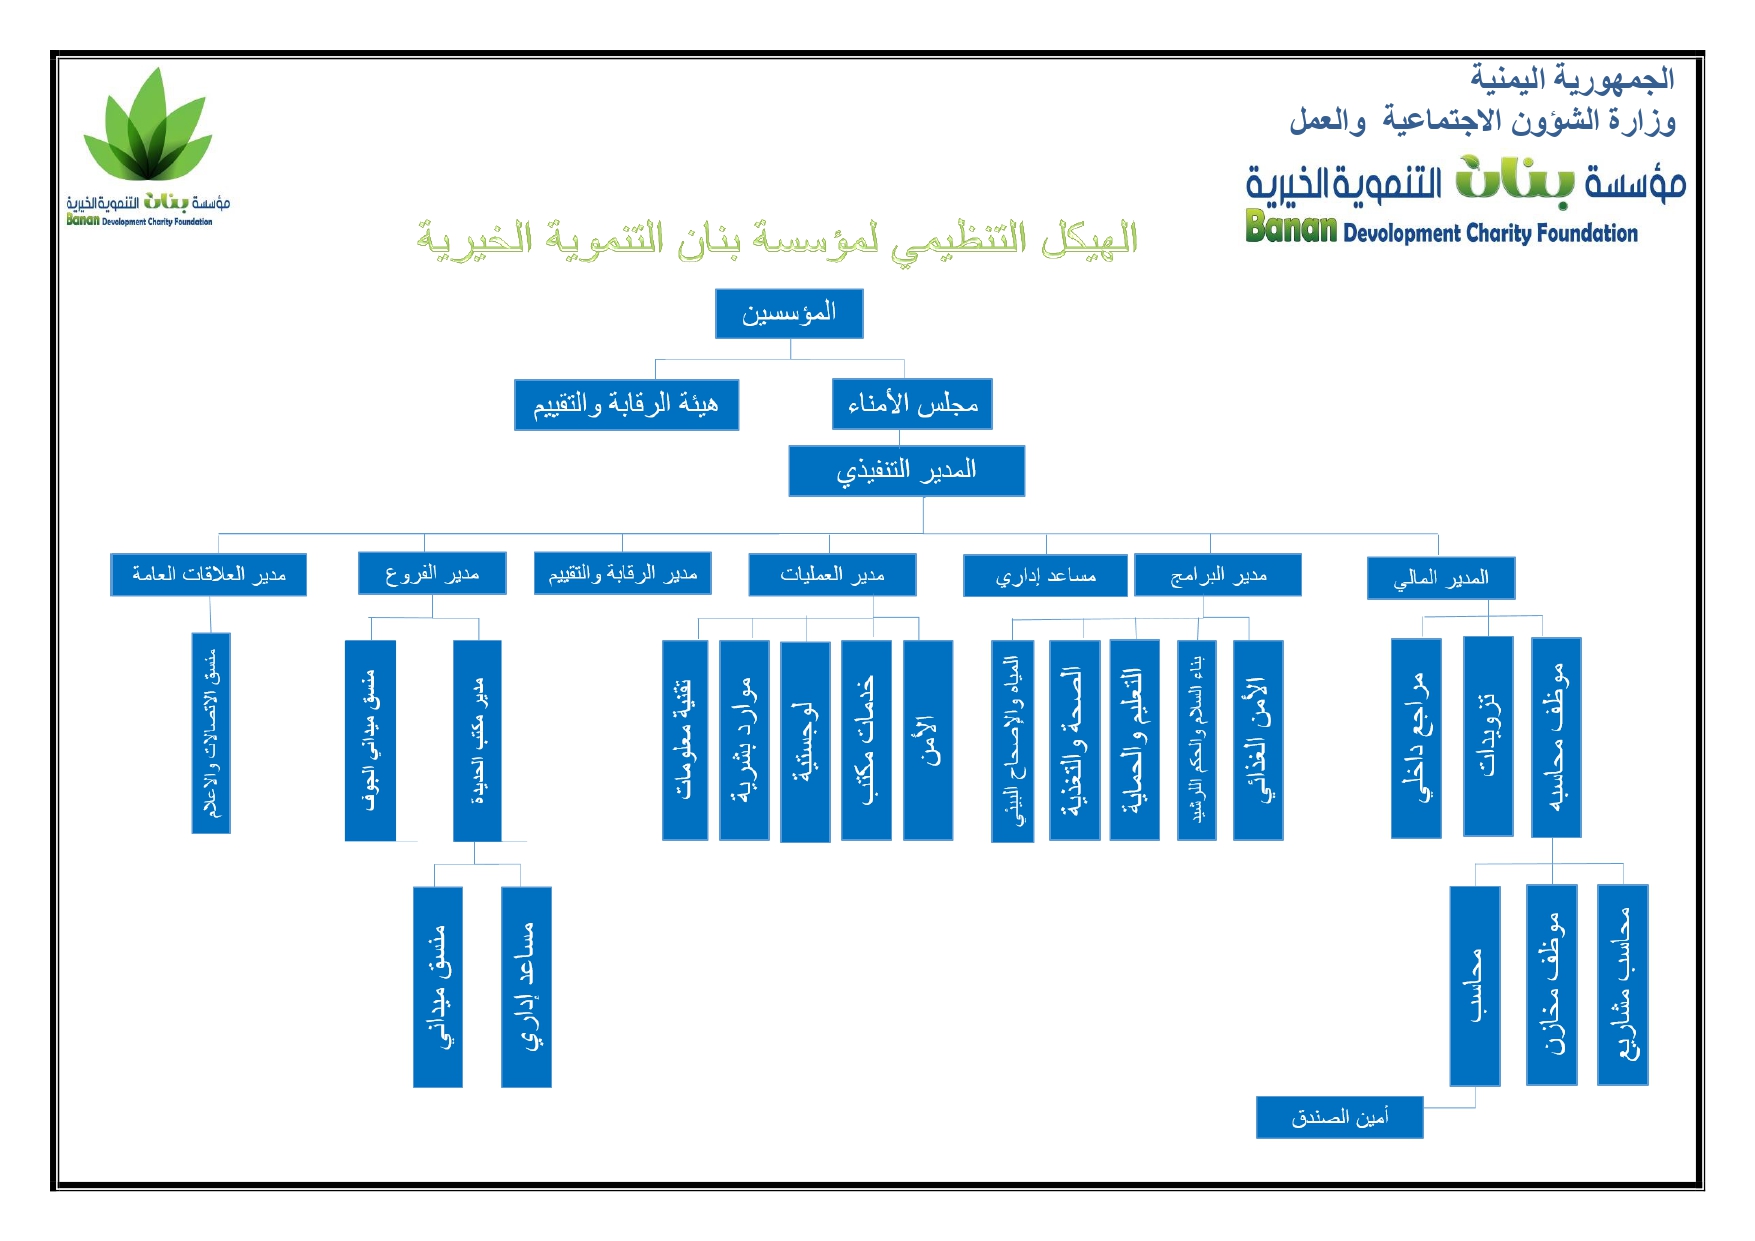 الجمهورية اليمنية
وزارة الشؤون الاجتماعية والعمل
مؤسسة بنان التنموية الخيرية
Banan Devolopment Charity Foundation
مؤسسة بنان التنموية الخيرية
Banan Devolopment Charity Foundation
الهيكل التنظيمي لمؤسسة بنان التنموية الخيرية
المؤسسين
مجلس الأمناء
هيئة الرقابة والتقييم
المدير التنفيذي
المدير المالي
مدير البرامج
مساعد إداري
مدير العمليات
مدير الرقابة والتقييم
مدير الفروع
مدير العلاقات العامة
موظف محاسبه
تزويدات
مراجع داخلي
الأمن الغذائي
بناء السلام والحكم اللرشيد
التعليم والحماية
الصحة والتغذية
المياه والإصحاح البيئي
الأمن
خدمات مكتب
لوجستية
موارد بشرية
تقنية معلومات
مدير مكتب الحديدة
منسق ميداني الجوف
منسق الاتصالات والاعلام
محاسب مشاريع
موظف مخازن
محاسب
مساعد إداري
منسق ميداني
أمين الصندق